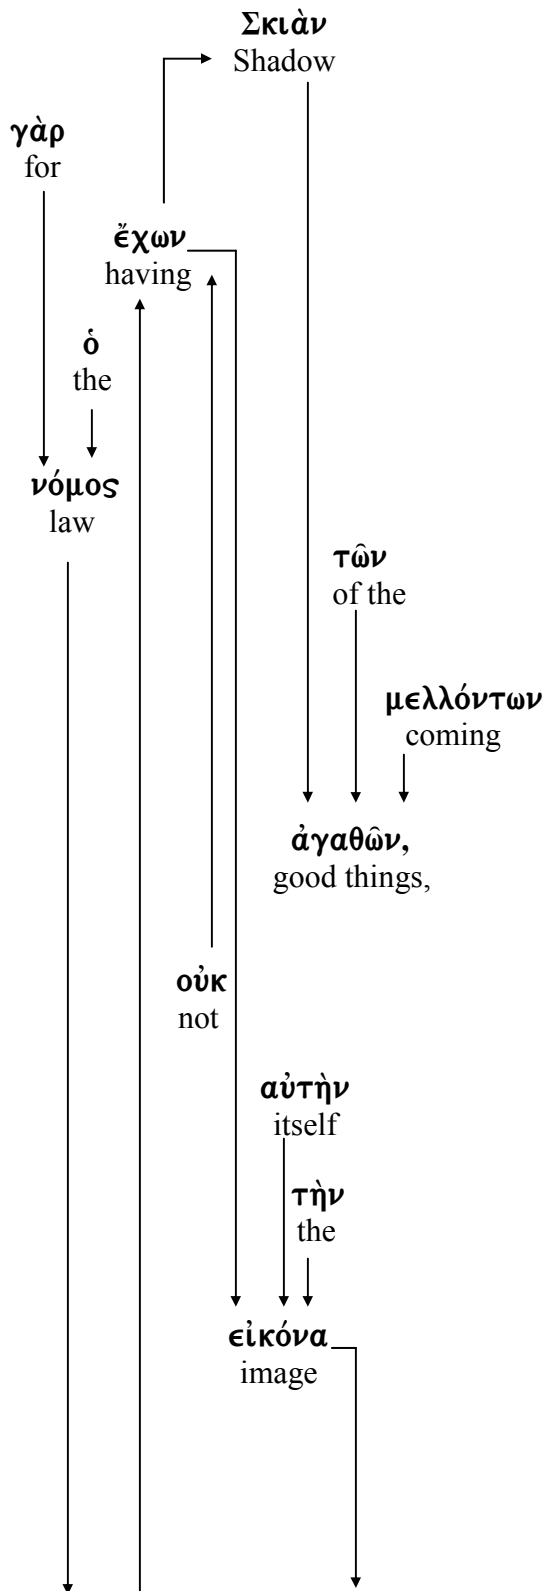 Σκιὰν
Shadow
γὰρ
for
ἔχων
having
ὁ
the
νόμος
law
τῶν
of the
μελλόντων
coming
ἀγαθῶν,
good things,
οὐκ
not
αὐτὴν
itself
τὴν
the
εἰκόνα
image